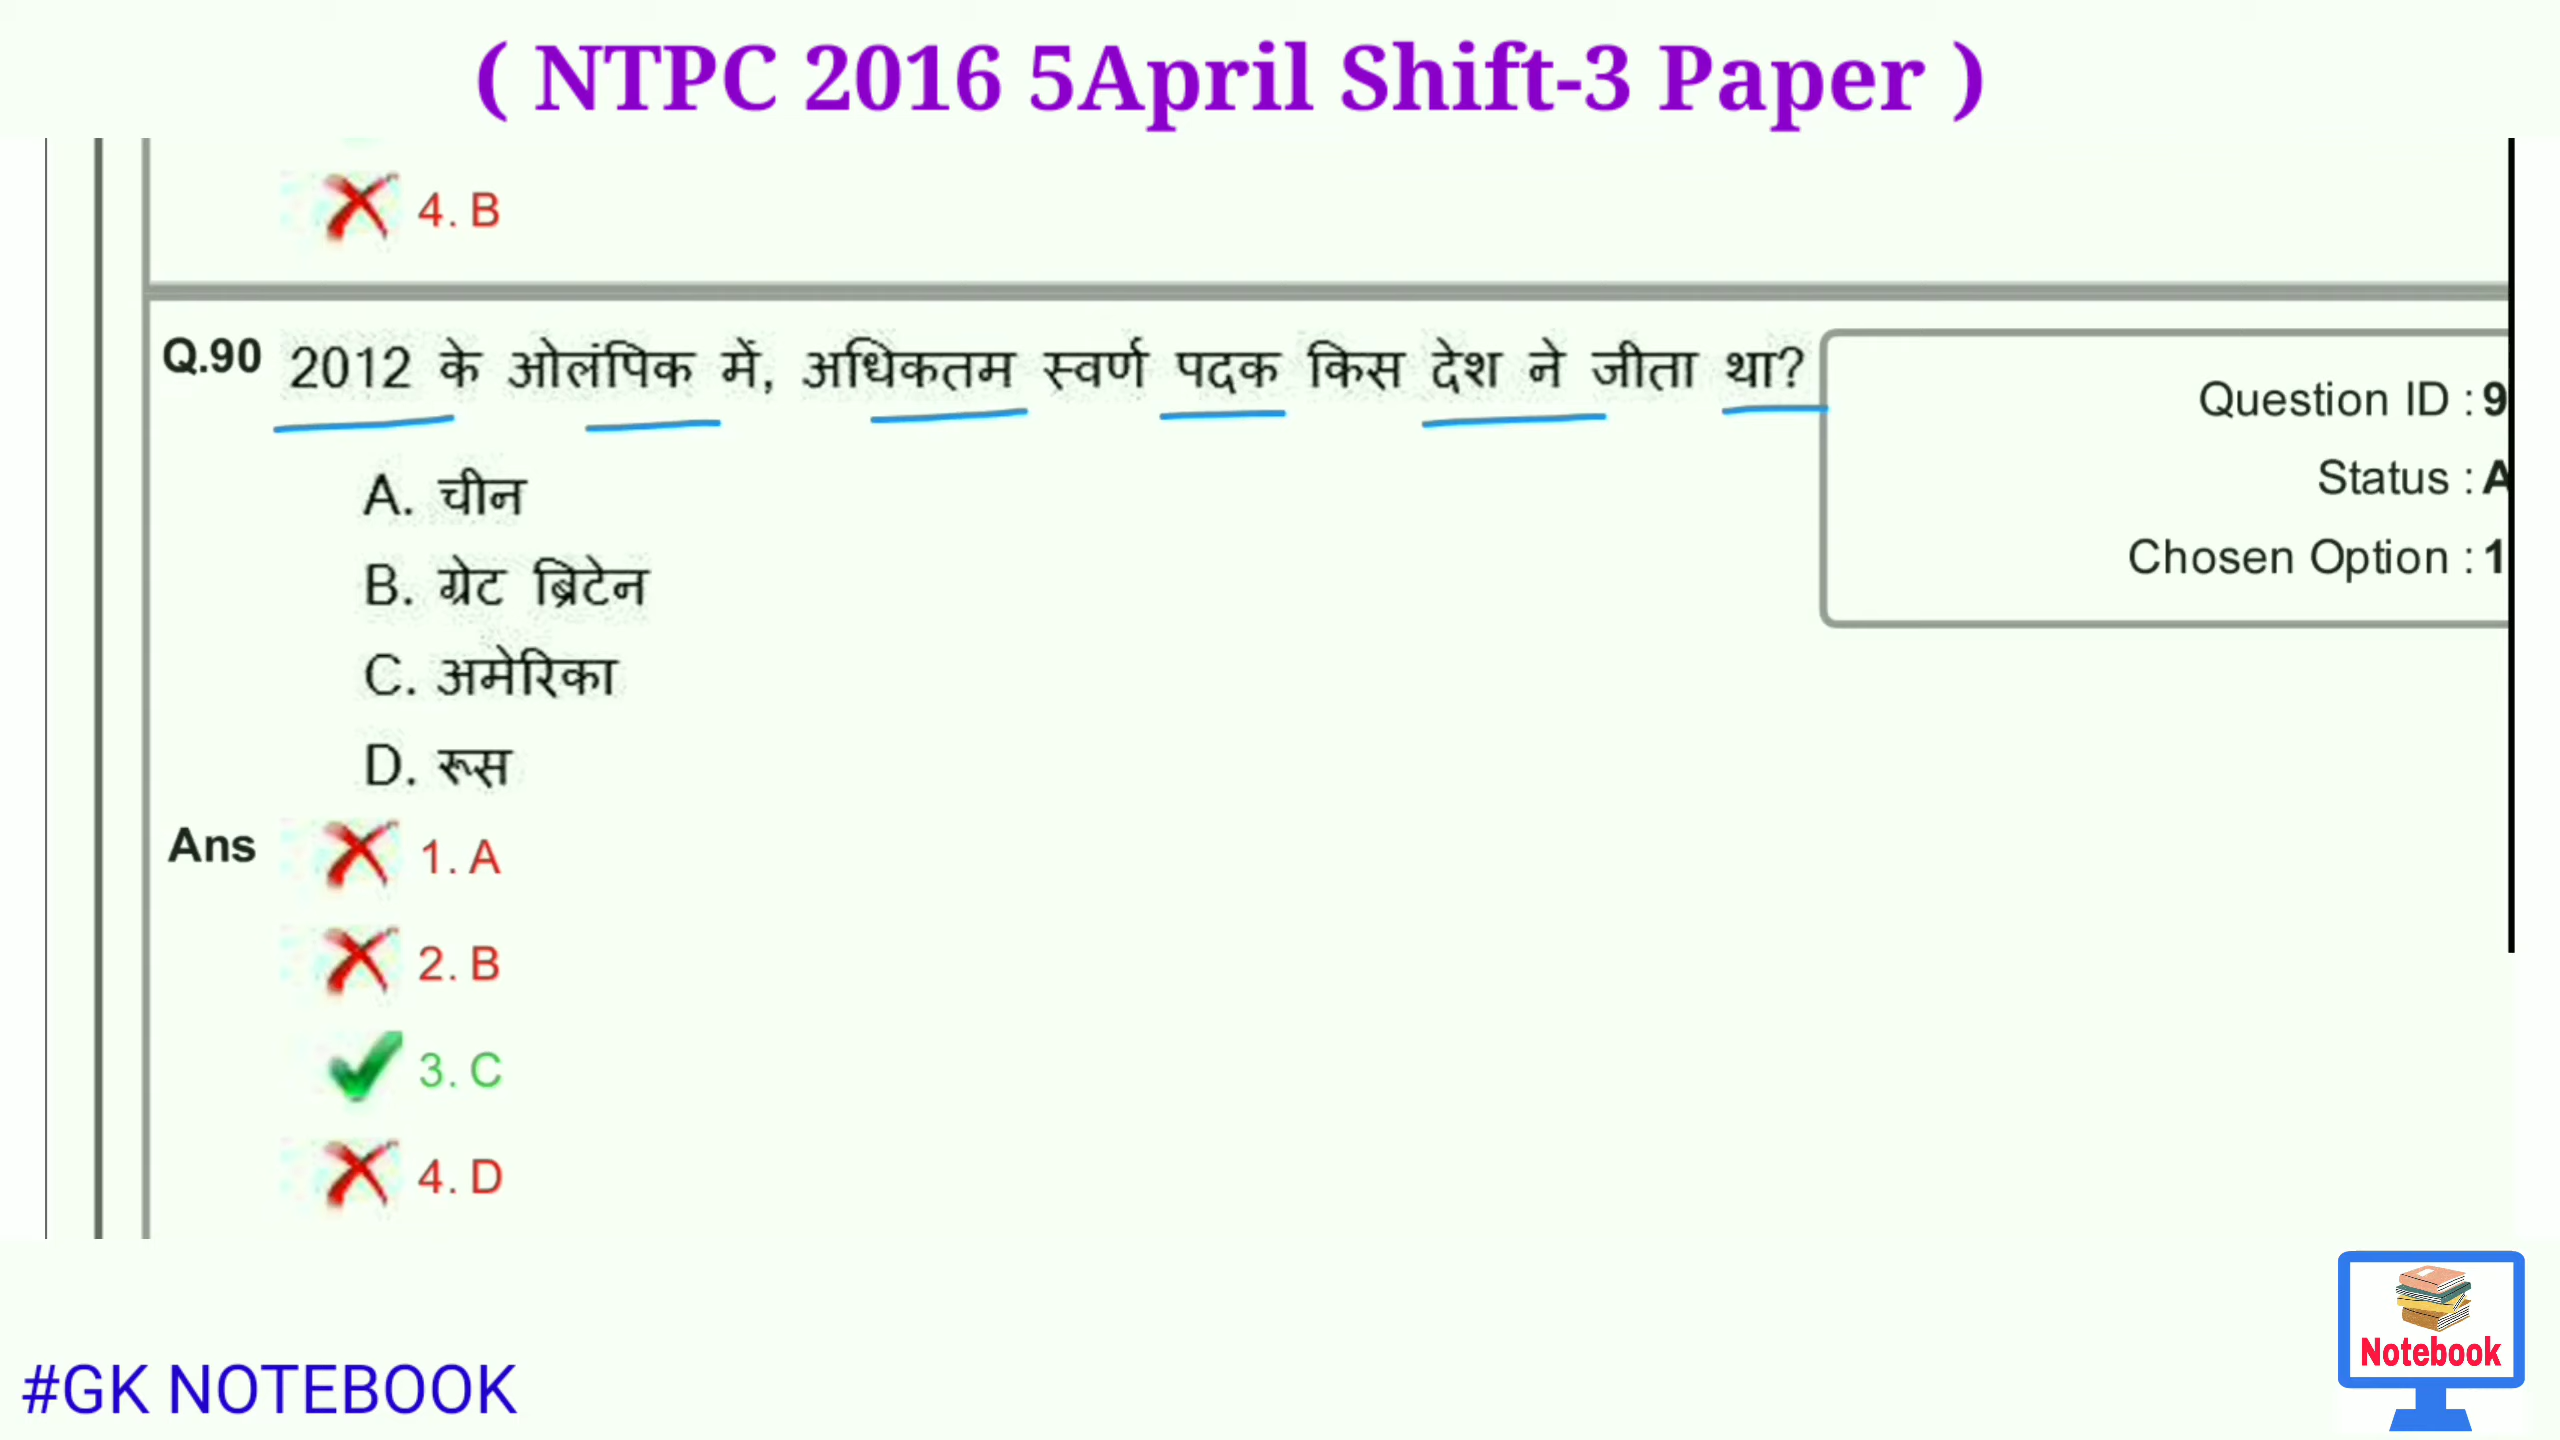 ( NTPC 2016 5April Shift-3 Paper )
4. B
Q.90 2012 के ओलंपिक में, अधिकतम स्वर्ण पदक किस देश ने जीता था?
Question ID : 9
Status : A
Chosen Option : 1
A. चीन
B. ग्रेट ब्रिटेन
C. अमेरिका
D. रूस
Ans 1. A
2. B
3. C
4. D
#GK NOTEBOOK
Notebook